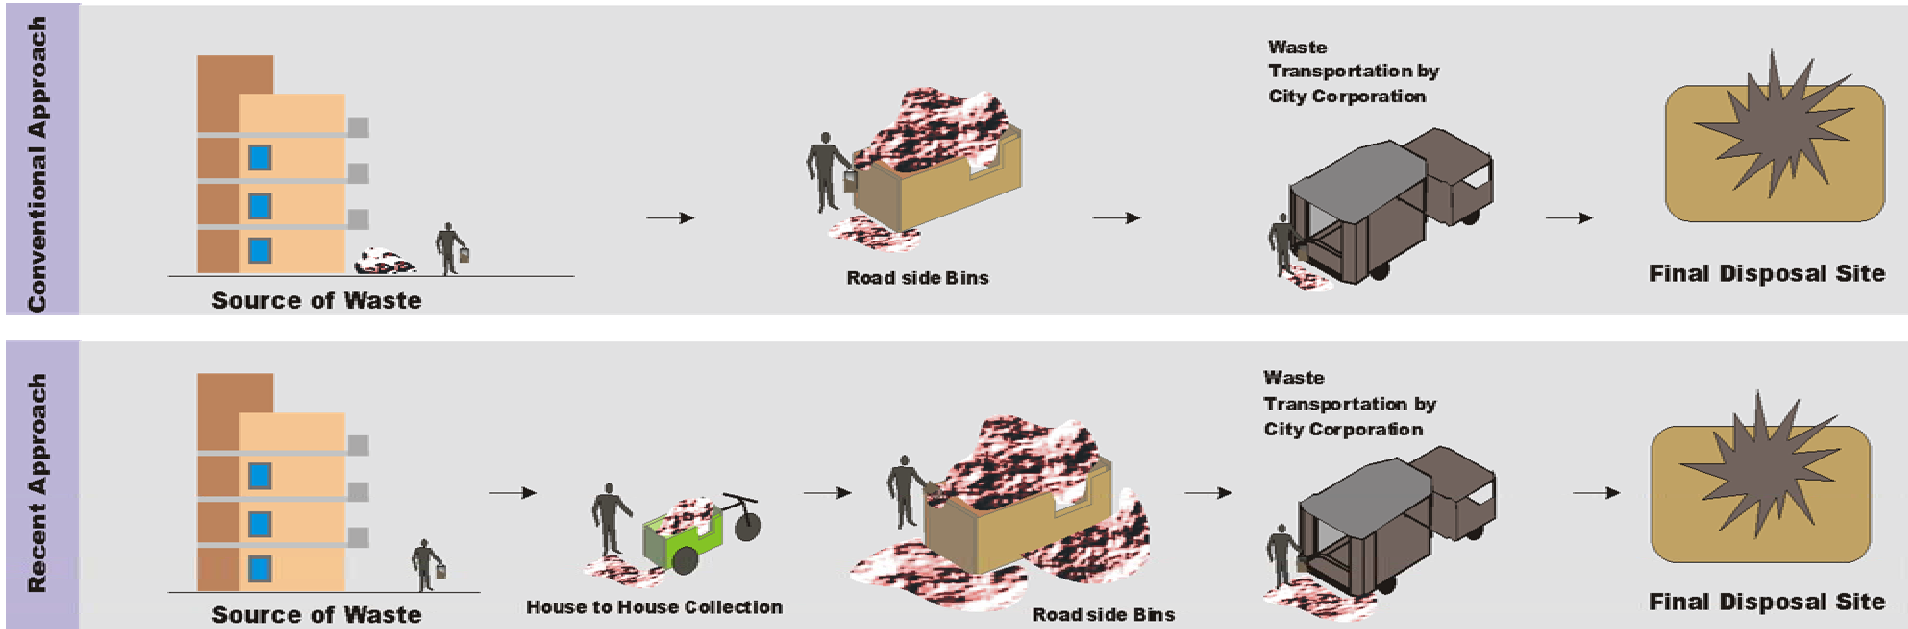 Conventional Approach
Source of Waste
Road side Bins
Waste
Transportation by
City Corporation
Final Disposal Site
Recent Approach
Source of Waste
House to House Collection
Road side Bins
Waste
Transportation by
City Corporation
Final Disposal Site